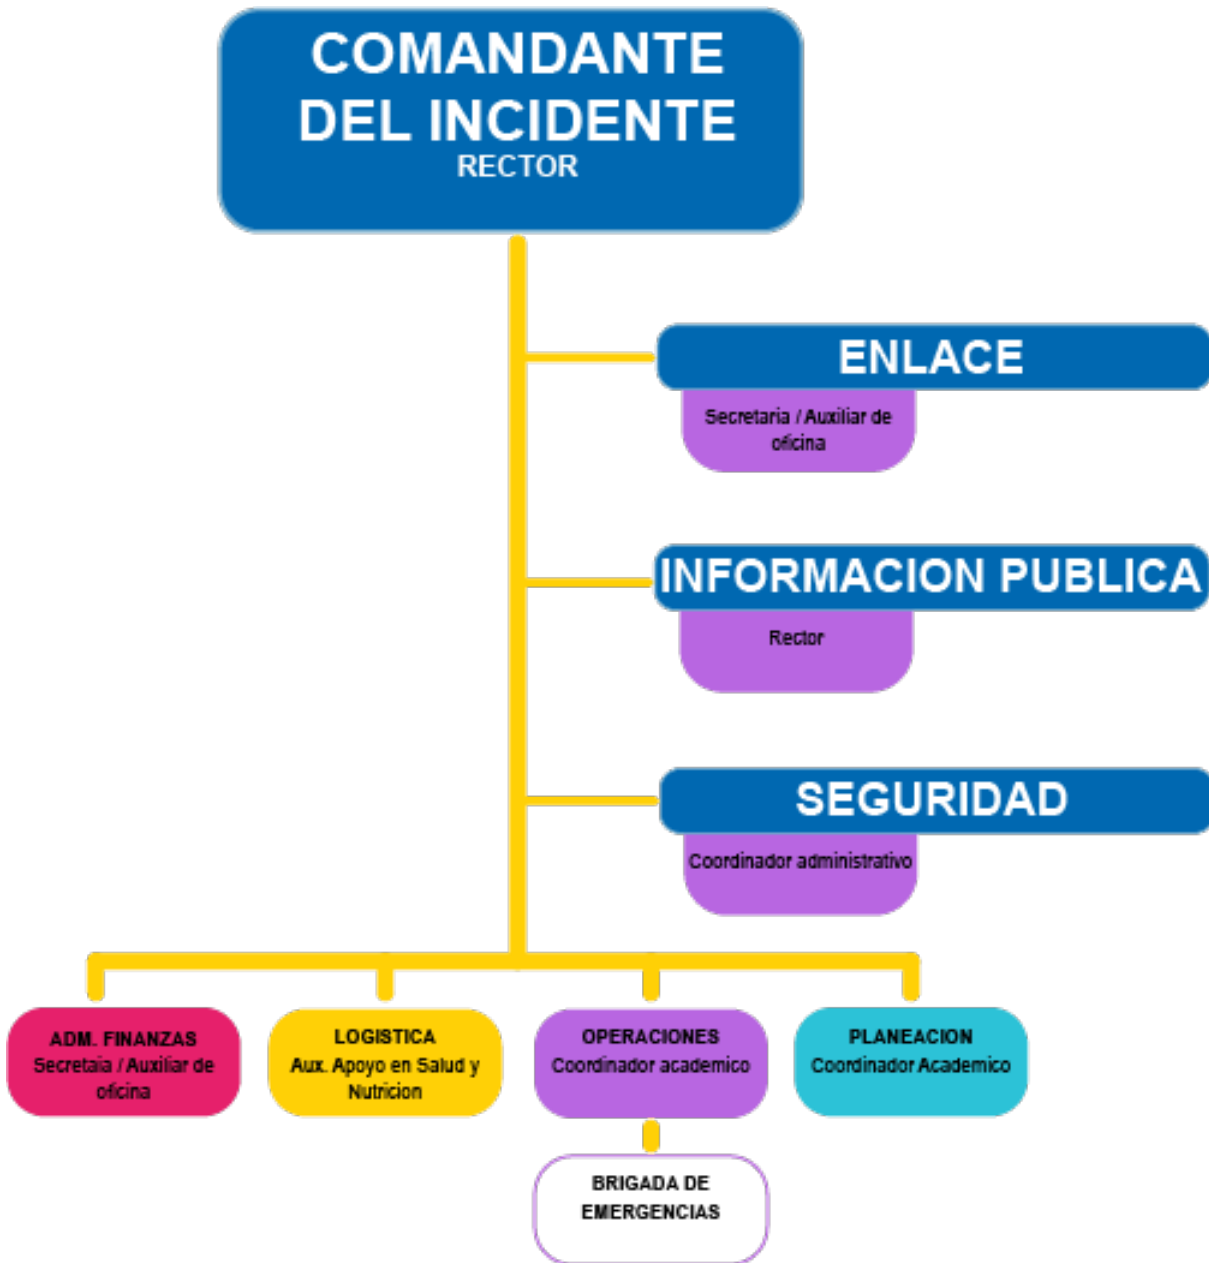 COMANDANTE
DEL INCIDENTE
RECTOR
ENLACE
Secretaria / Auxiliar de
oficina
INFORMACION PUBLICA
Rector
SEGURIDAD
Coordinador administrativo
ADM. FINANZAS
Secretaia / Auxiliar de
oficina
LOGISTICA
Aux. Apoyo en Salud y
Nutricion
OPERACIONES
Coordinador academico
PLANEACION
Coordinador Academico
BRIGADA DE
EMERGENCIAS